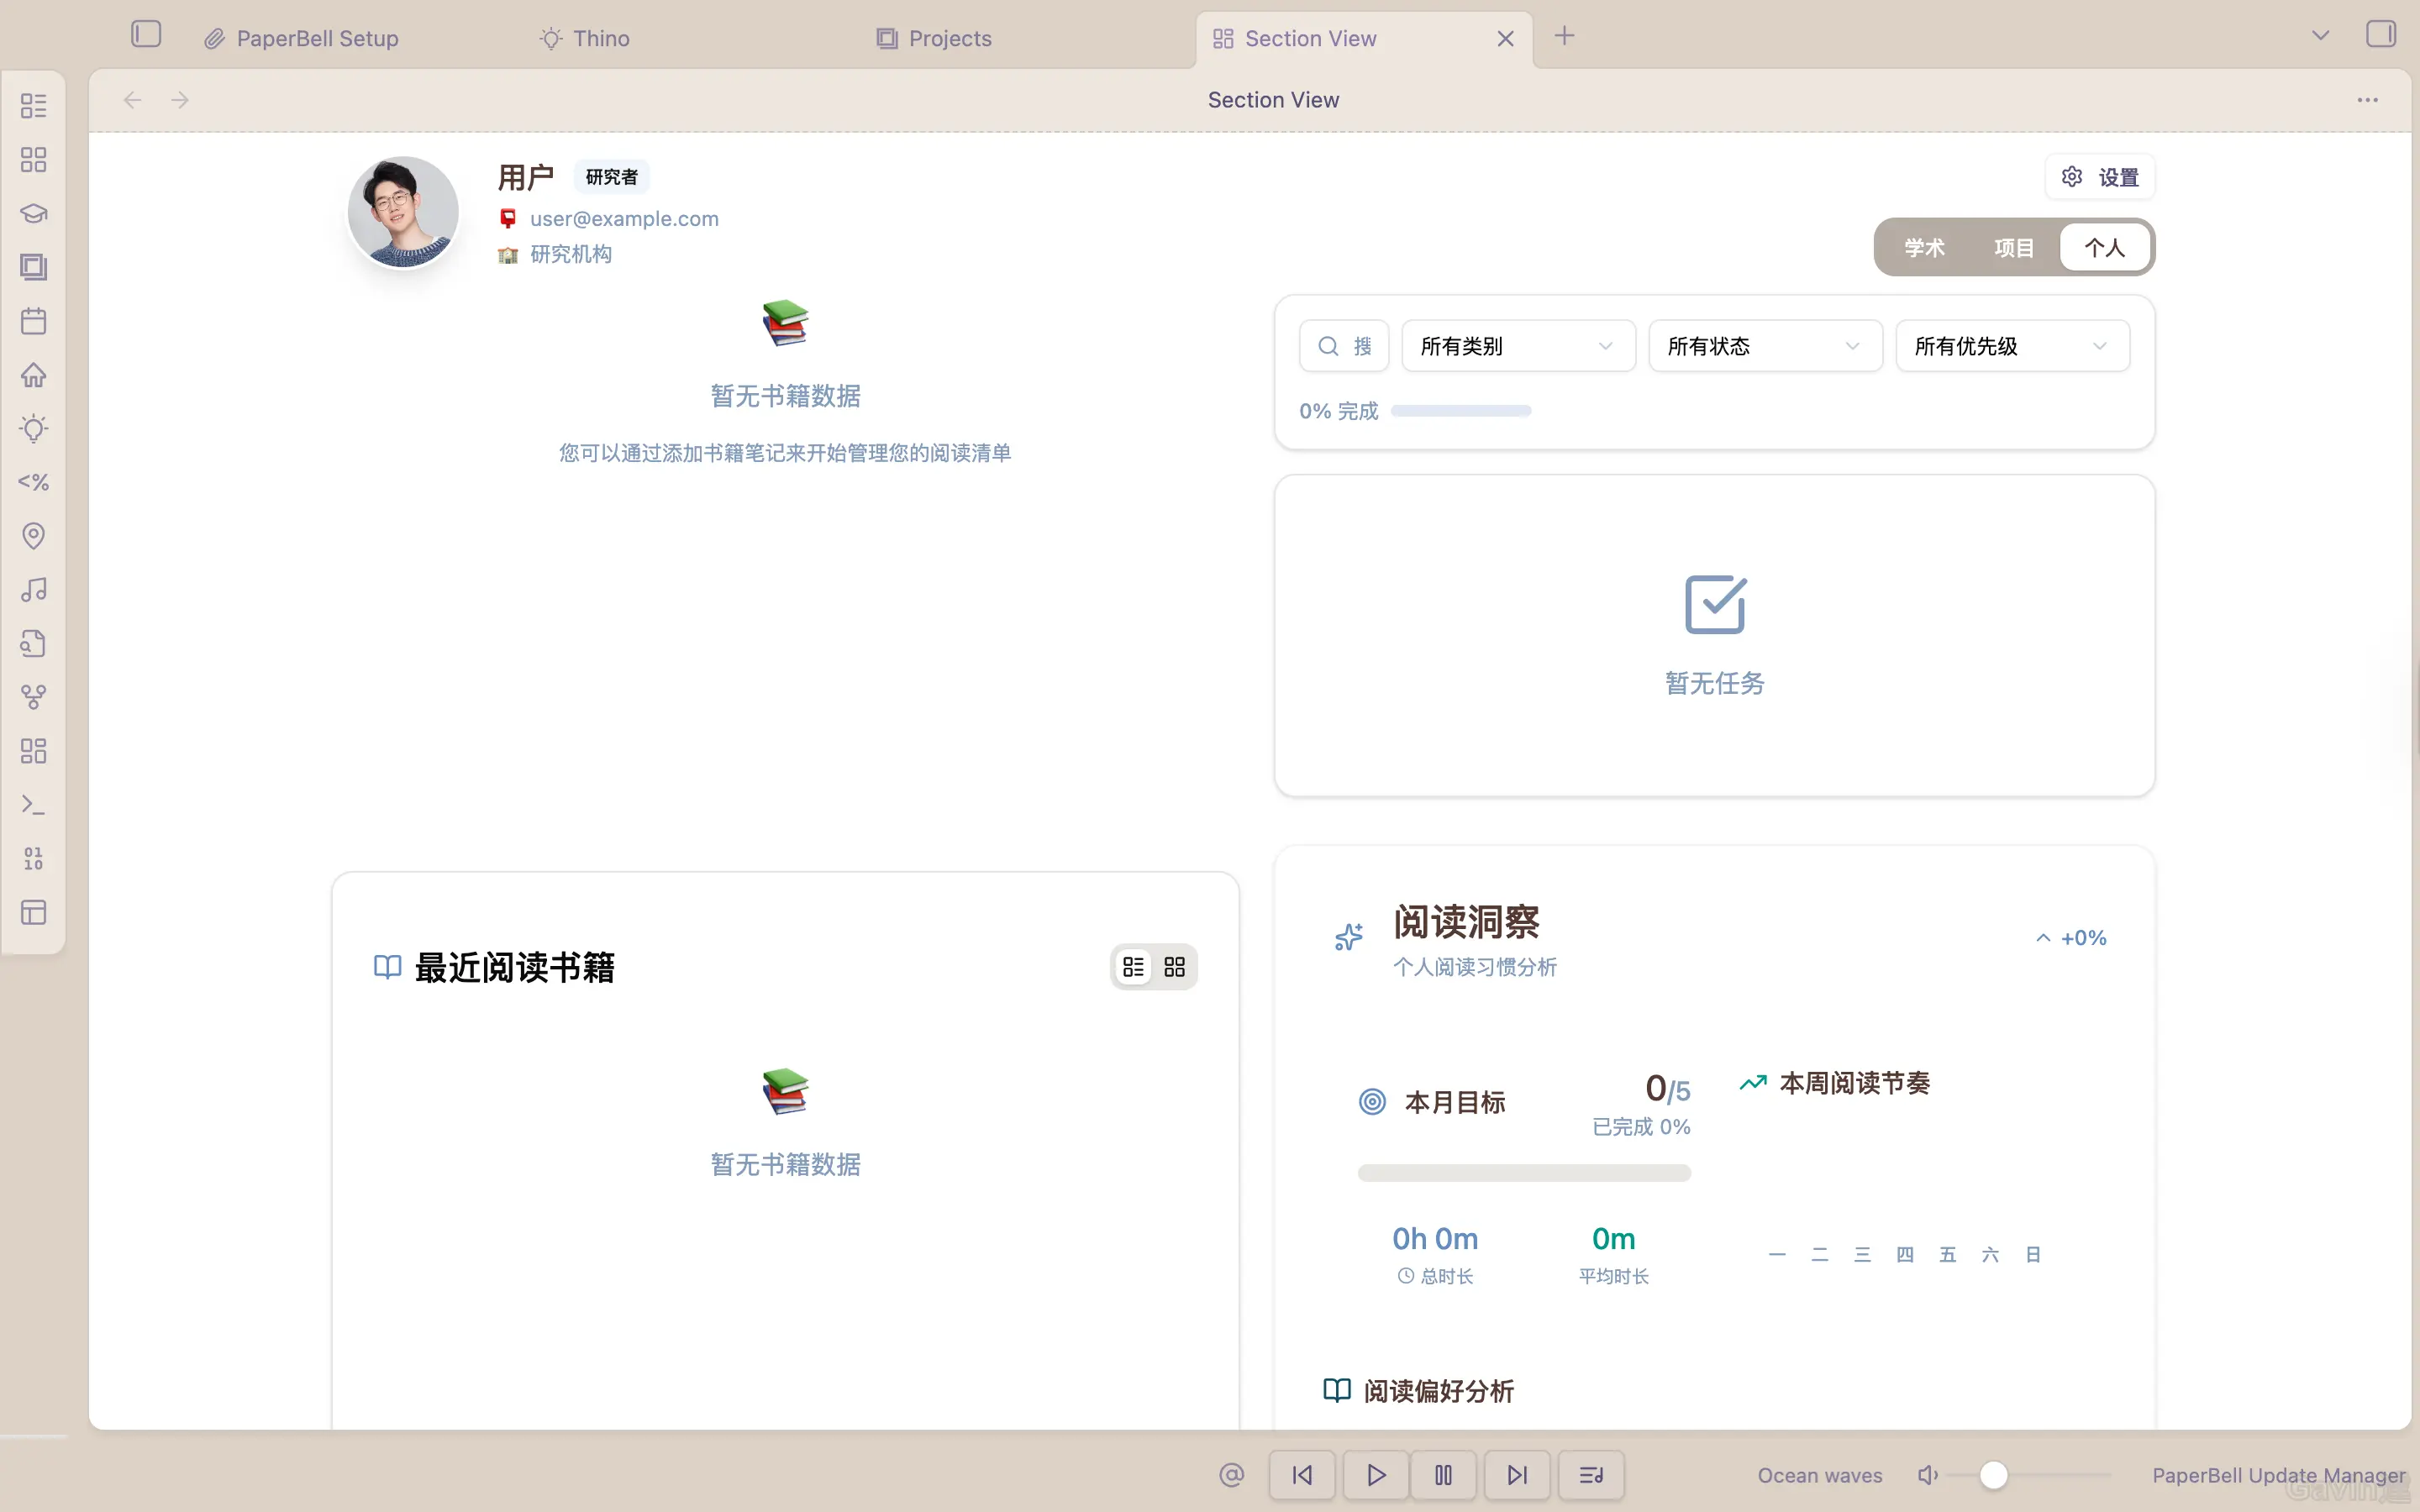 PaperBell Setup
Thino
Projects
Section View
Section View
用户 研究者
user@example.com
研究机构
设置
学术 项目 个人
暂无书籍数据
您可以通过添加书籍笔记来开始管理您的阅读清单
搜
所有类别
所有状态
所有优先级
0% 完成
暂无任务
最近阅读书籍
暂无书籍数据
阅读洞察
个人阅读习惯分析
+0%
本月目标
0/5
已完成 0%
本周阅读节奏
0h 0m
总时长
0m
平均时长
一 二 三 四 五 六 日
阅读偏好分析
<%
01
10
Ocean waves
PaperBell Update Manager